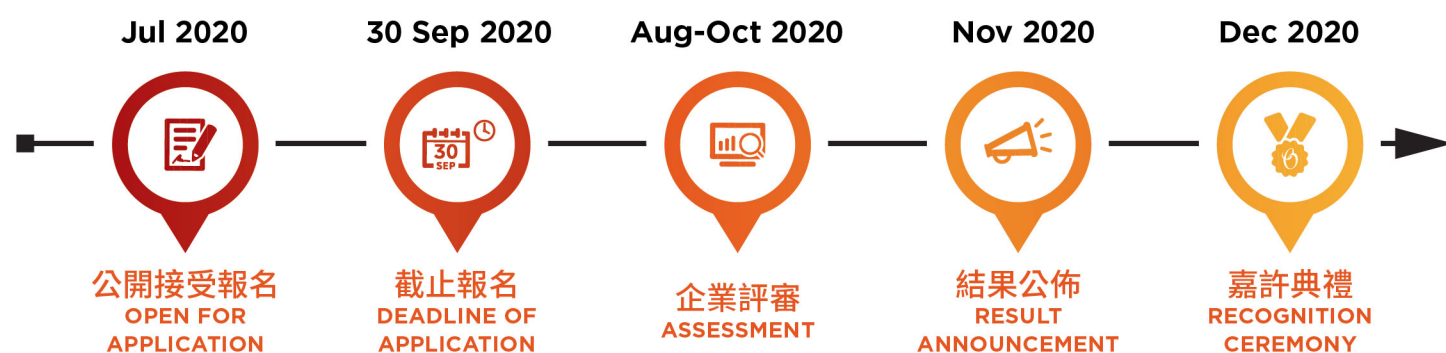 Jul 2020
30 Sep 2020
Aug-Oct 2020
Nov 2020
Dec 2020
30
SEP
公開接受報名
OPEN FOR
APPLICATION
截止報名
DEADLINE OF
APPLICATION
企業評審
ASSESSMENT
結果公佈
RESULT
ANNOUNCEMENT
嘉許典禮
RECOGNITION
CEREMONY